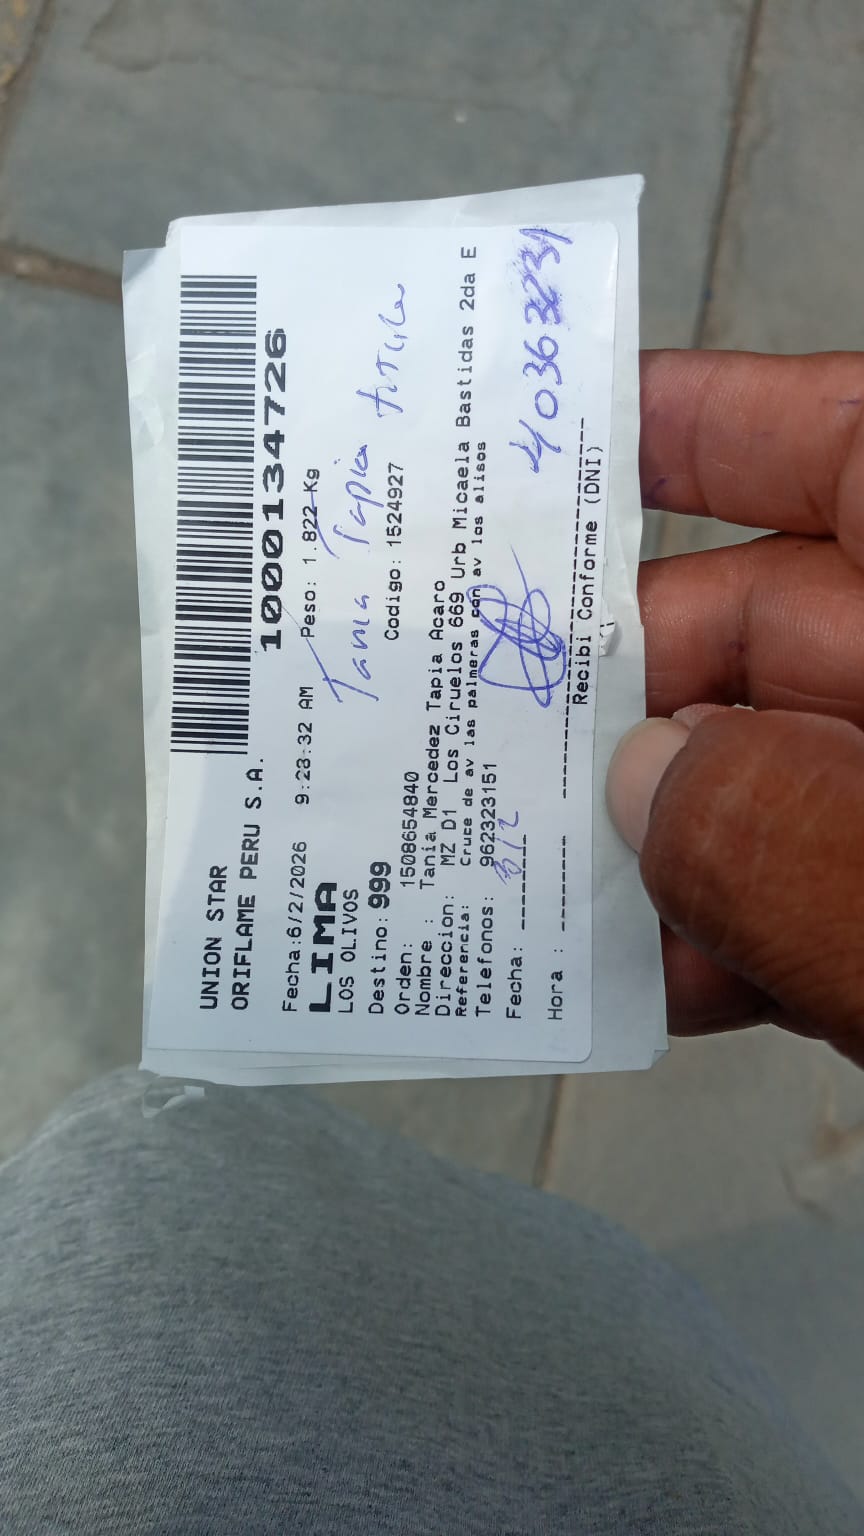 UNION STAR
ORIFLAME PERU S.A.
1000134726
Fecha:6/2/2026 9:23:32 AM Peso: 1.822 Kg
LIMA
LOS OLIVOS
Tania Tapia titular
Destino: 999
Orden: 1508654840 Codigo: 1524927
Nombre : Tania Mercedez Tapia Acaro
Direccion: MZ D1 Los Ciruelos 669 Urb Micaela Bastidas 2da E
Referencia: Cruce de av las palmeras con av los alisos
Telefonos: 962323151
Fecha: --------
Hora : --------
Recibi Conforme (DNI)